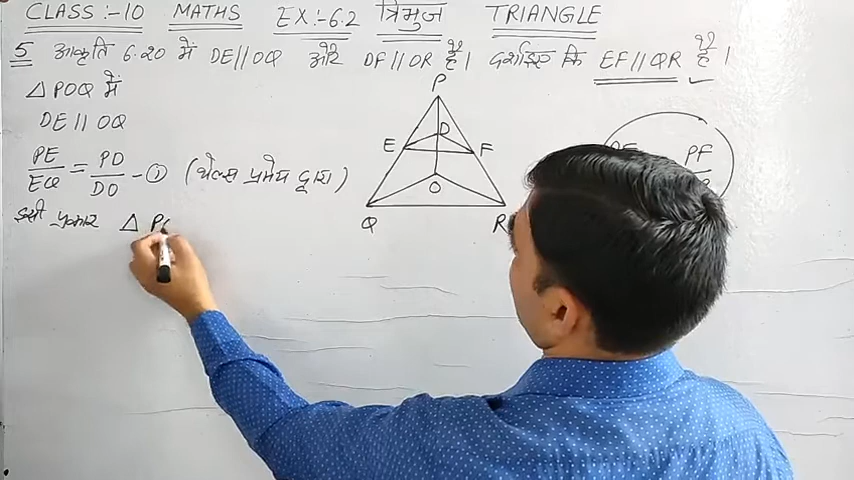 CLASS :- 10 MATHS EX :- 6.2 त्रिभुज TRIANGLE
5 आकृति 6.20 में DE||OQ और DF||OR है। दर्शाइए कि EF||QR है।
△POQ में
DE||OQ
PE/EQ = PD/DO - ① (थेल्स प्रमेय द्वारा)
इसी प्रकार △ PO
P
E
D
F
O
Q
R
PF